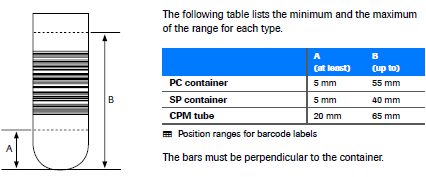 The following table lists the minimum and the maximum
of the range for each type.
A B
(at least) (up to)
PC container 5 mm 55 mm
SP container 5 mm 40 mm
CPM tube 20 mm 65 mm
Position ranges for barcode labels
The bars must be perpendicular to the container.
B
A